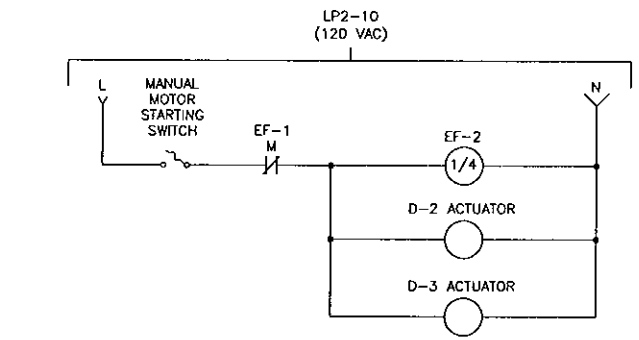 LP2-10
(120 VAC)
L
N
MANUAL
MOTOR
STARTING
SWITCH
EF-1
M
EF-2
1/4
D-2 ACTUATOR
D-3 ACTUATOR